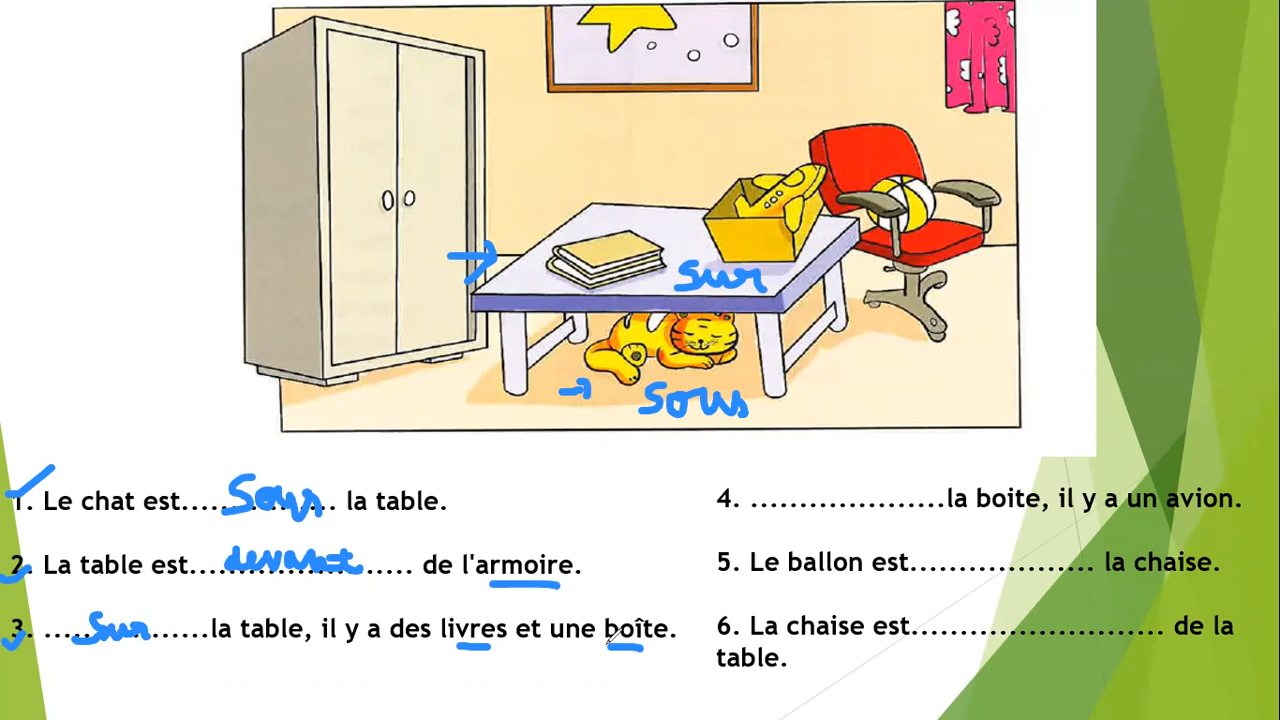 sur
sous
1. Le chat est.....sous..... la table.
2. La table est.....devant..... de l'armoire.
3. .....Sur.....la table, il y a des livres et une boîte.
4. ....................la boite, il y a un avion.
5. Le ballon est................... la chaise.
6. La chaise est.......................... de la
table.